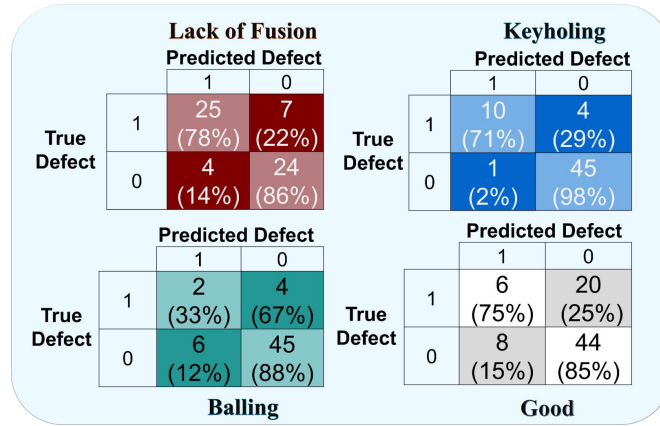 Lack of Fusion
Predicted Defect
1 0
True Defect
1
25 (78%)
7 (22%)
0
4 (14%)
24 (86%)
Keyholing
Predicted Defect
1 0
True Defect
1
10 (71%)
4 (29%)
0
1 (2%)
45 (98%)
Predicted Defect
1 0
True Defect
1
2 (33%)
4 (67%)
0
6 (12%)
45 (88%)
Balling
Predicted Defect
1 0
True Defect
1
6 (75%)
20 (25%)
0
8 (15%)
44 (85%)
Good